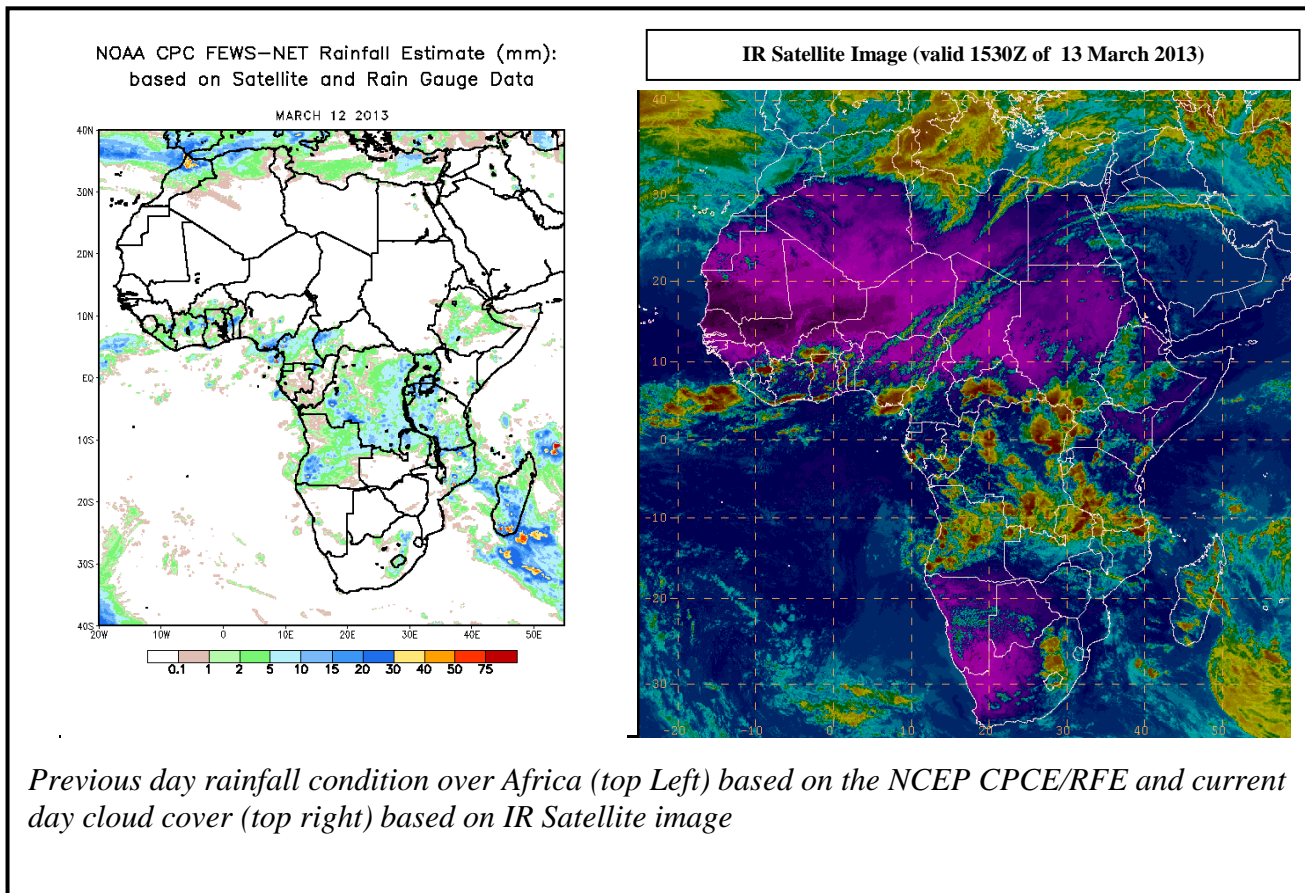 NOAA CPC FEWS-NET Rainfall Estimate (mm):
based on Satellite and Rain Gauge Data
MARCH 12 2013
40N
30N
20N
10N
EQ
10S
20S
30S
40S
20W 10W 0 10E 20E 30E 40E 50E
0.1 1 2 5 10 15 20 30 40 50 75
IR Satellite Image (valid 1530Z of 13 March 2013)
40
30
20
10
0
-10
-20
-30
-20 -10 0 10 20 30 40 50
Previous day rainfall condition over Africa (top Left) based on the NCEP CPCE/RFE and current
day cloud cover (top right) based on IR Satellite image